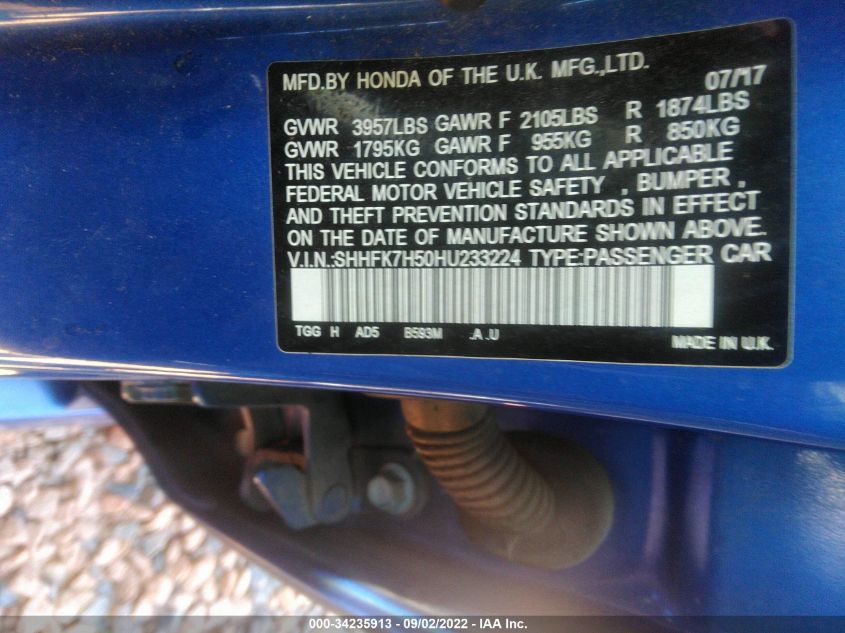 MFD.BY HONDA OF THE U.K. MFG.,LTD. 07/17
GVWR 3957LBS GAWR F 2105LBS R 1874LBS
GVWR 1795KG GAWR F 955KG R 850KG
THIS VEHICLE CONFORMS TO ALL APPLICABLE
FEDERAL MOTOR VEHICLE SAFETY , BUMPER ,
AND THEFT PREVENTION STANDARDS IN EFFECT
ON THE DATE OF MANUFACTURE SHOWN ABOVE.
V.I.N.:SHHFK7H50HU233224 TYPE:PASSENGER CAR
TGG H AD5 B593M .A .U
MADE IN U.K.
000-34235913 - 09/02/2022 - IAA Inc.